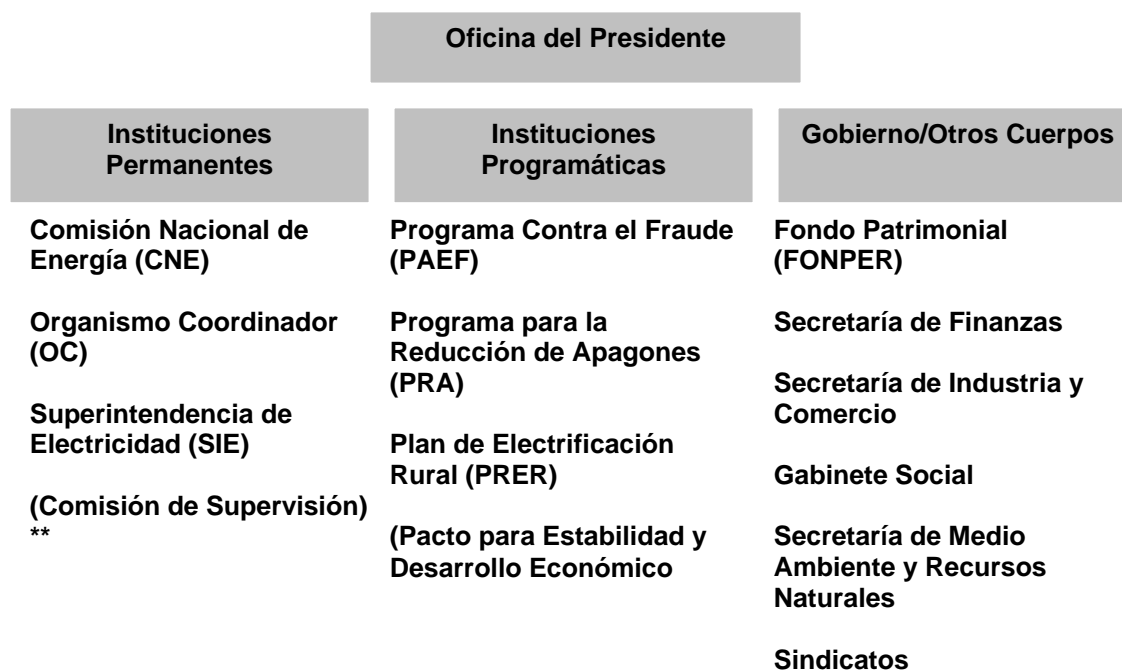 Oficina del Presidente
Instituciones
Permanentes
Comisión Nacional de
Energía (CNE)
Organismo Coordinador
(OC)
Superintendencia de
Electricidad (SIE)
(Comisión de Supervisión)
**
Instituciones
Programáticas
Programa Contra el Fraude
(PAEF)
Programa para la
Reducción de Apagones
(PRA)
Plan de Electrificación
Rural (PRER)
(Pacto para Estabilidad y
Desarrollo Económico
Gobierno/Otros Cuerpos
Fondo Patrimonial
(FONPER)
Secretaría de Finanzas
Secretaría de Industria y
Comercio
Gabinete Social
Secretaría de Medio
Ambiente y Recursos
Naturales
Sindicatos